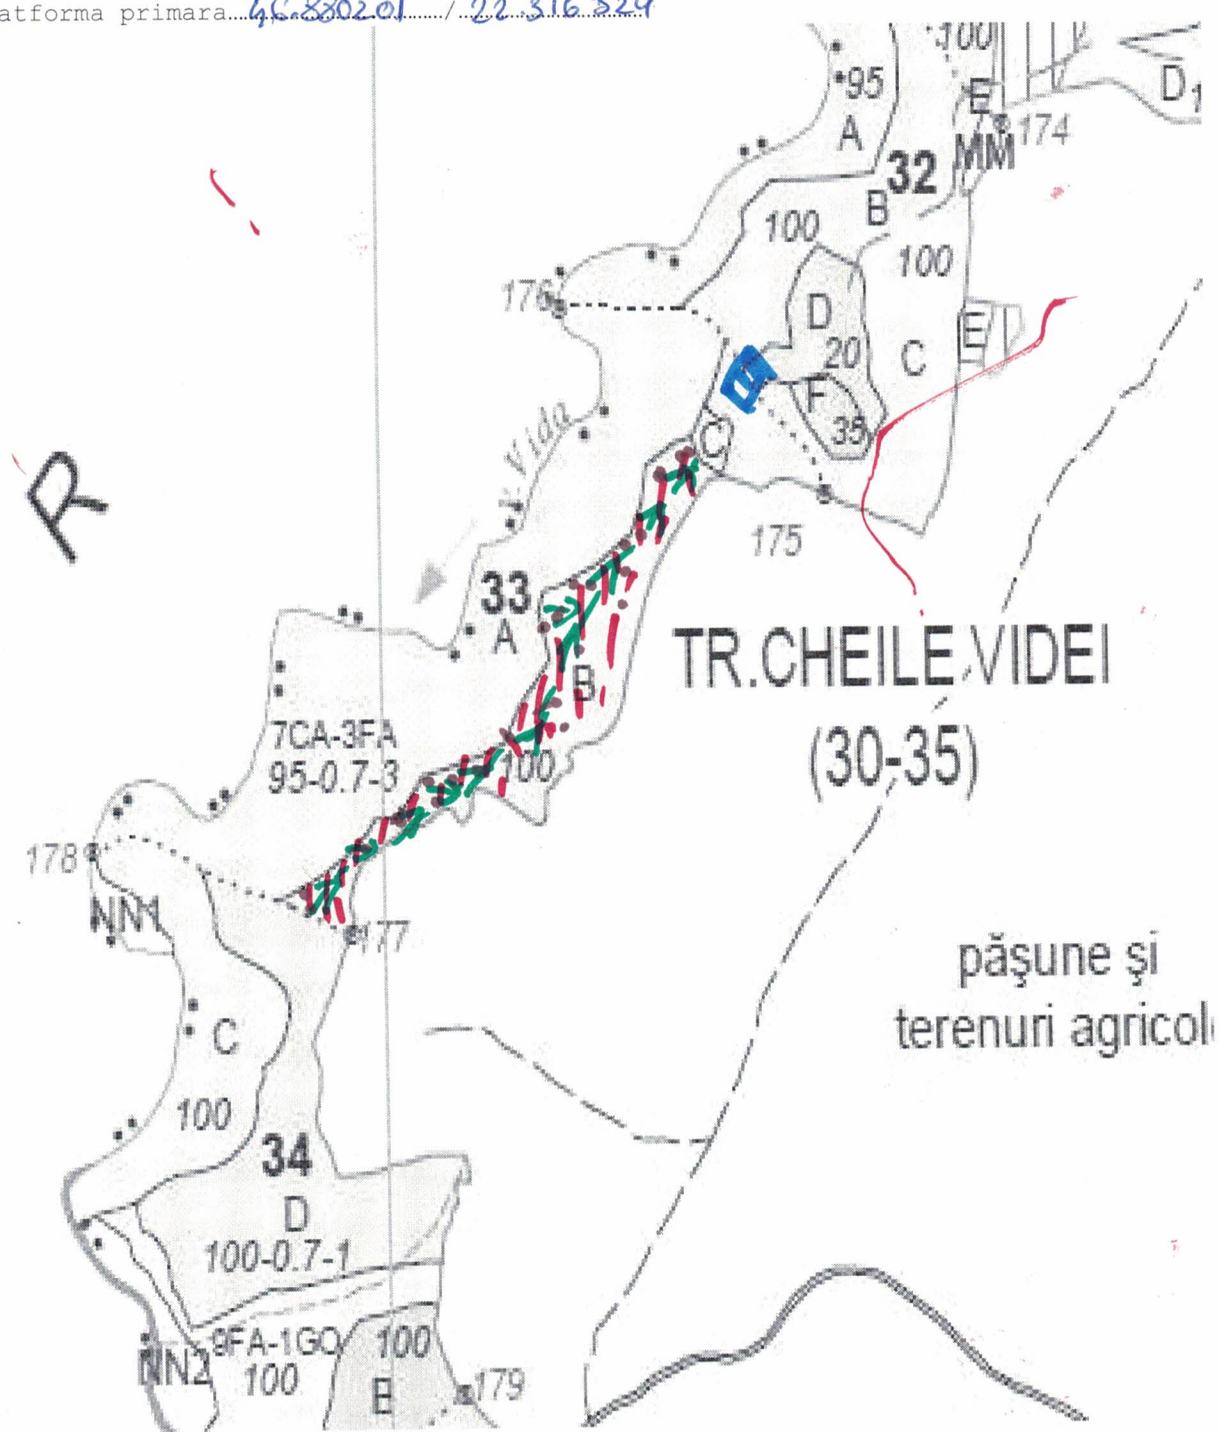 atforma primara 46.880201 / 22.316.829
100
95
A
E
D1
174
MM
32
B
100
100
176
D
20
E
C
F
35
C
V. Vida
R
175
33
A
B
TR.CHEILE VIDEI
(30-35)
7CA-3FA
95-0.7-3
100
178
NN1
177
păşune şi
terenuri agricol
C
100
34
D
100-0.7-1
9FA-1GO
100
100
NN2
B
179